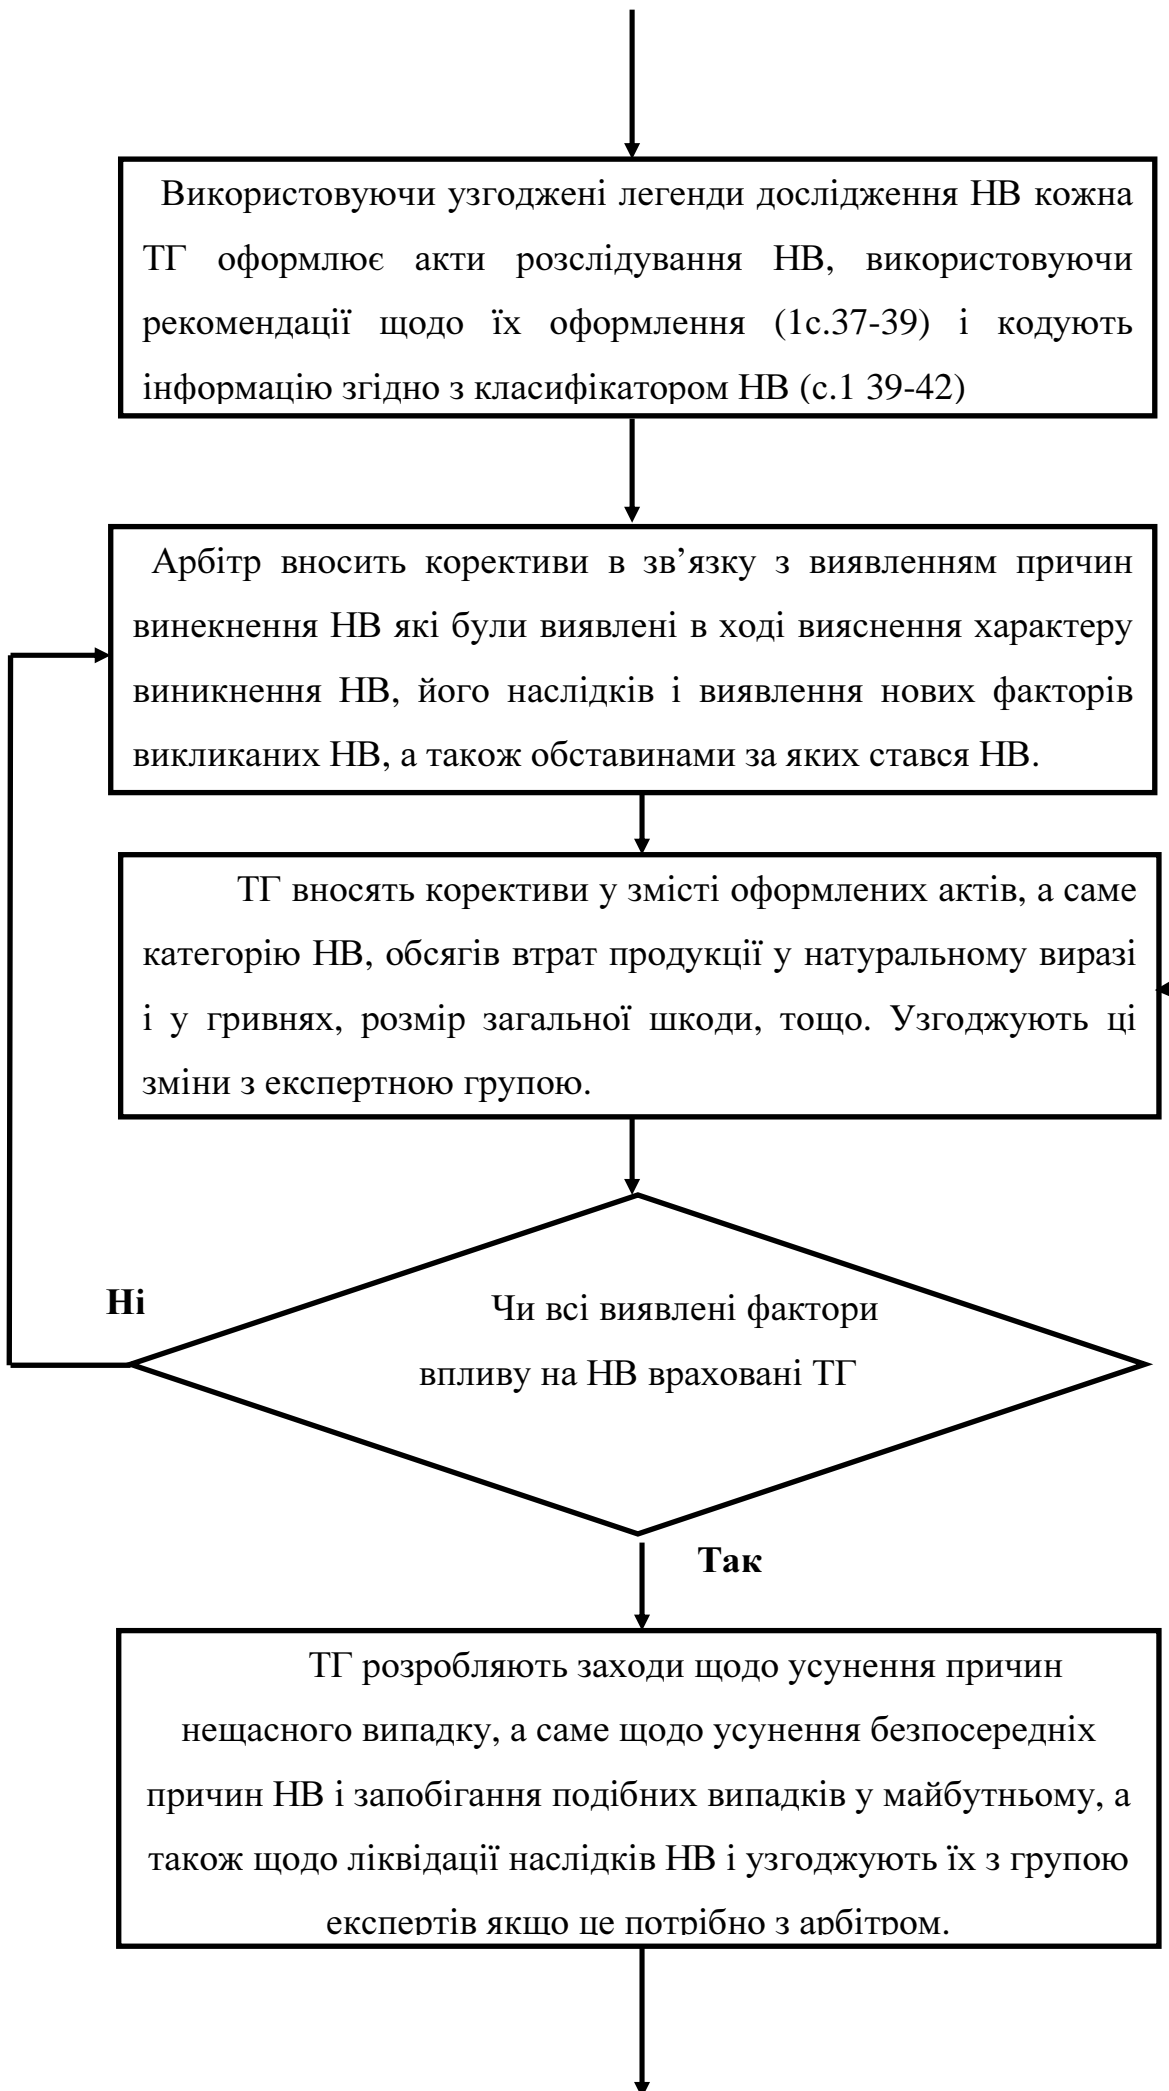 Використовуючи узгоджені легенди дослідження НВ кожна
ТГ оформлює акти розслідування НВ, використовуючи
рекомендації щодо їх оформлення (1с.37-39) і кодують
інформацію згідно з класифікатором НВ (с.1 39-42)
Арбітр вносить корективи в зв’язку з виявленням причин
винекнення НВ які були виявлені в ході вияснення характеру
виникнення НВ, його наслідків і виявлення нових факторів
викликаних НВ, а також обставинами за яких стався НВ.
ТГ вносять корективи у змісті оформлених актів, а саме
категорію НВ, обсягів втрат продукції у натуральному виразі
і у гривнях, розмір загальної шкоди, тощо. Узгоджують ці
зміни з експертною групою.
Ні
Чи всі виявлені фактори
впливу на НВ враховані ТГ
Так
ТГ розробляють заходи щодо усунення причин
нещасного випадку, а саме щодо усунення безпосередніх
причин НВ і запобігання подібних випадків у майбутньому, а
також щодо ліквідації наслідків НВ і узгоджують їх з групою
експертів якщо це потрібно з арбітром.